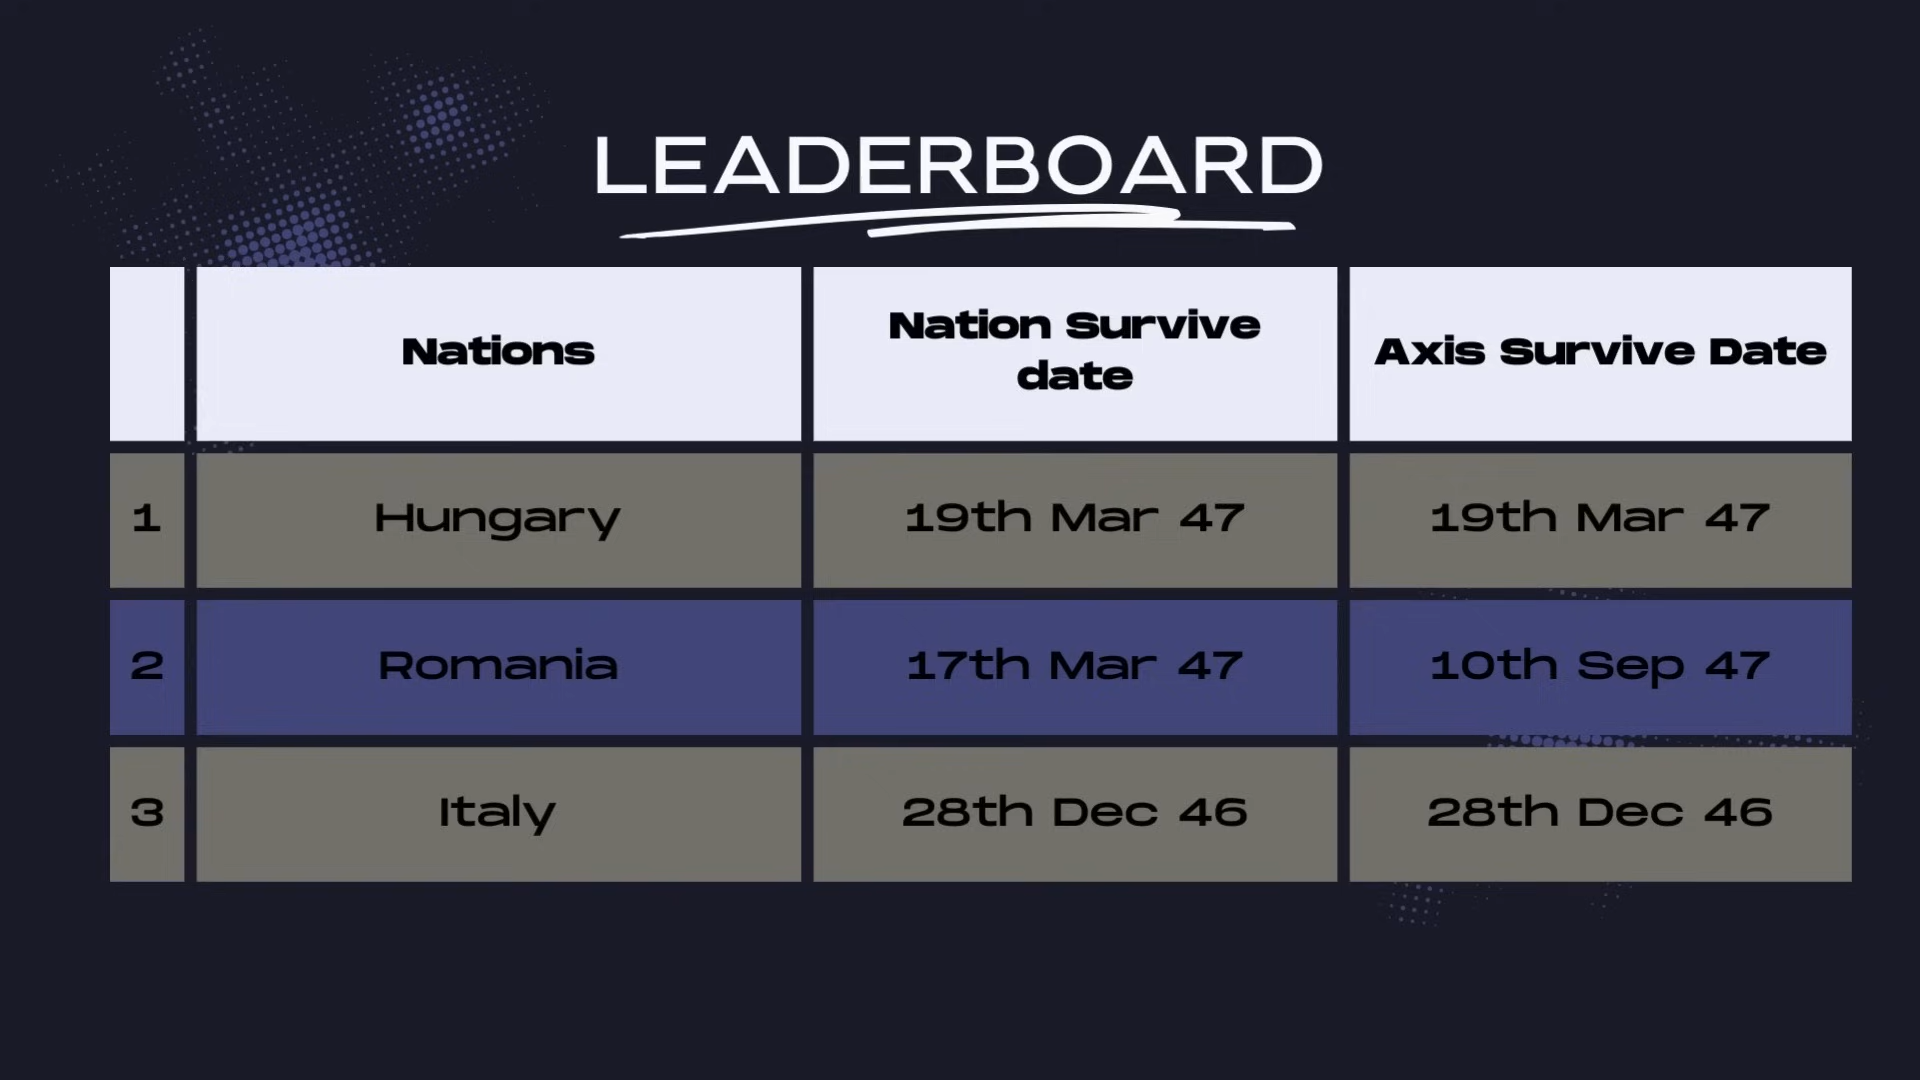 LEADERBOARD
Nations
Nation Survive
date
Axis Survive Date
1
Hungary
19th Mar 47
19th Mar 47
2
Romania
17th Mar 47
10th Sep 47
3
Italy
28th Dec 46
28th Dec 46